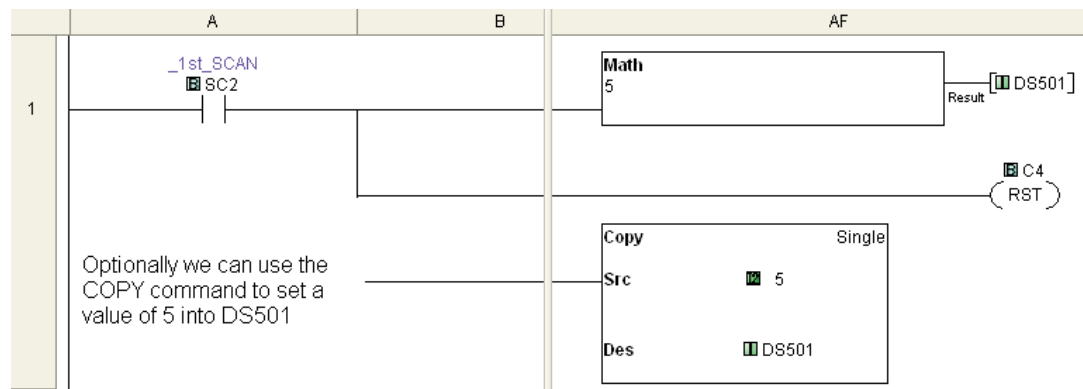 A B AF
1
_1st_SCAN
SC2
Math
5
Result
DS501
C4
RST
Copy Single
Src 5
Des DS501
Optionally we can use the
COPY command to set a
value of 5 into DS501